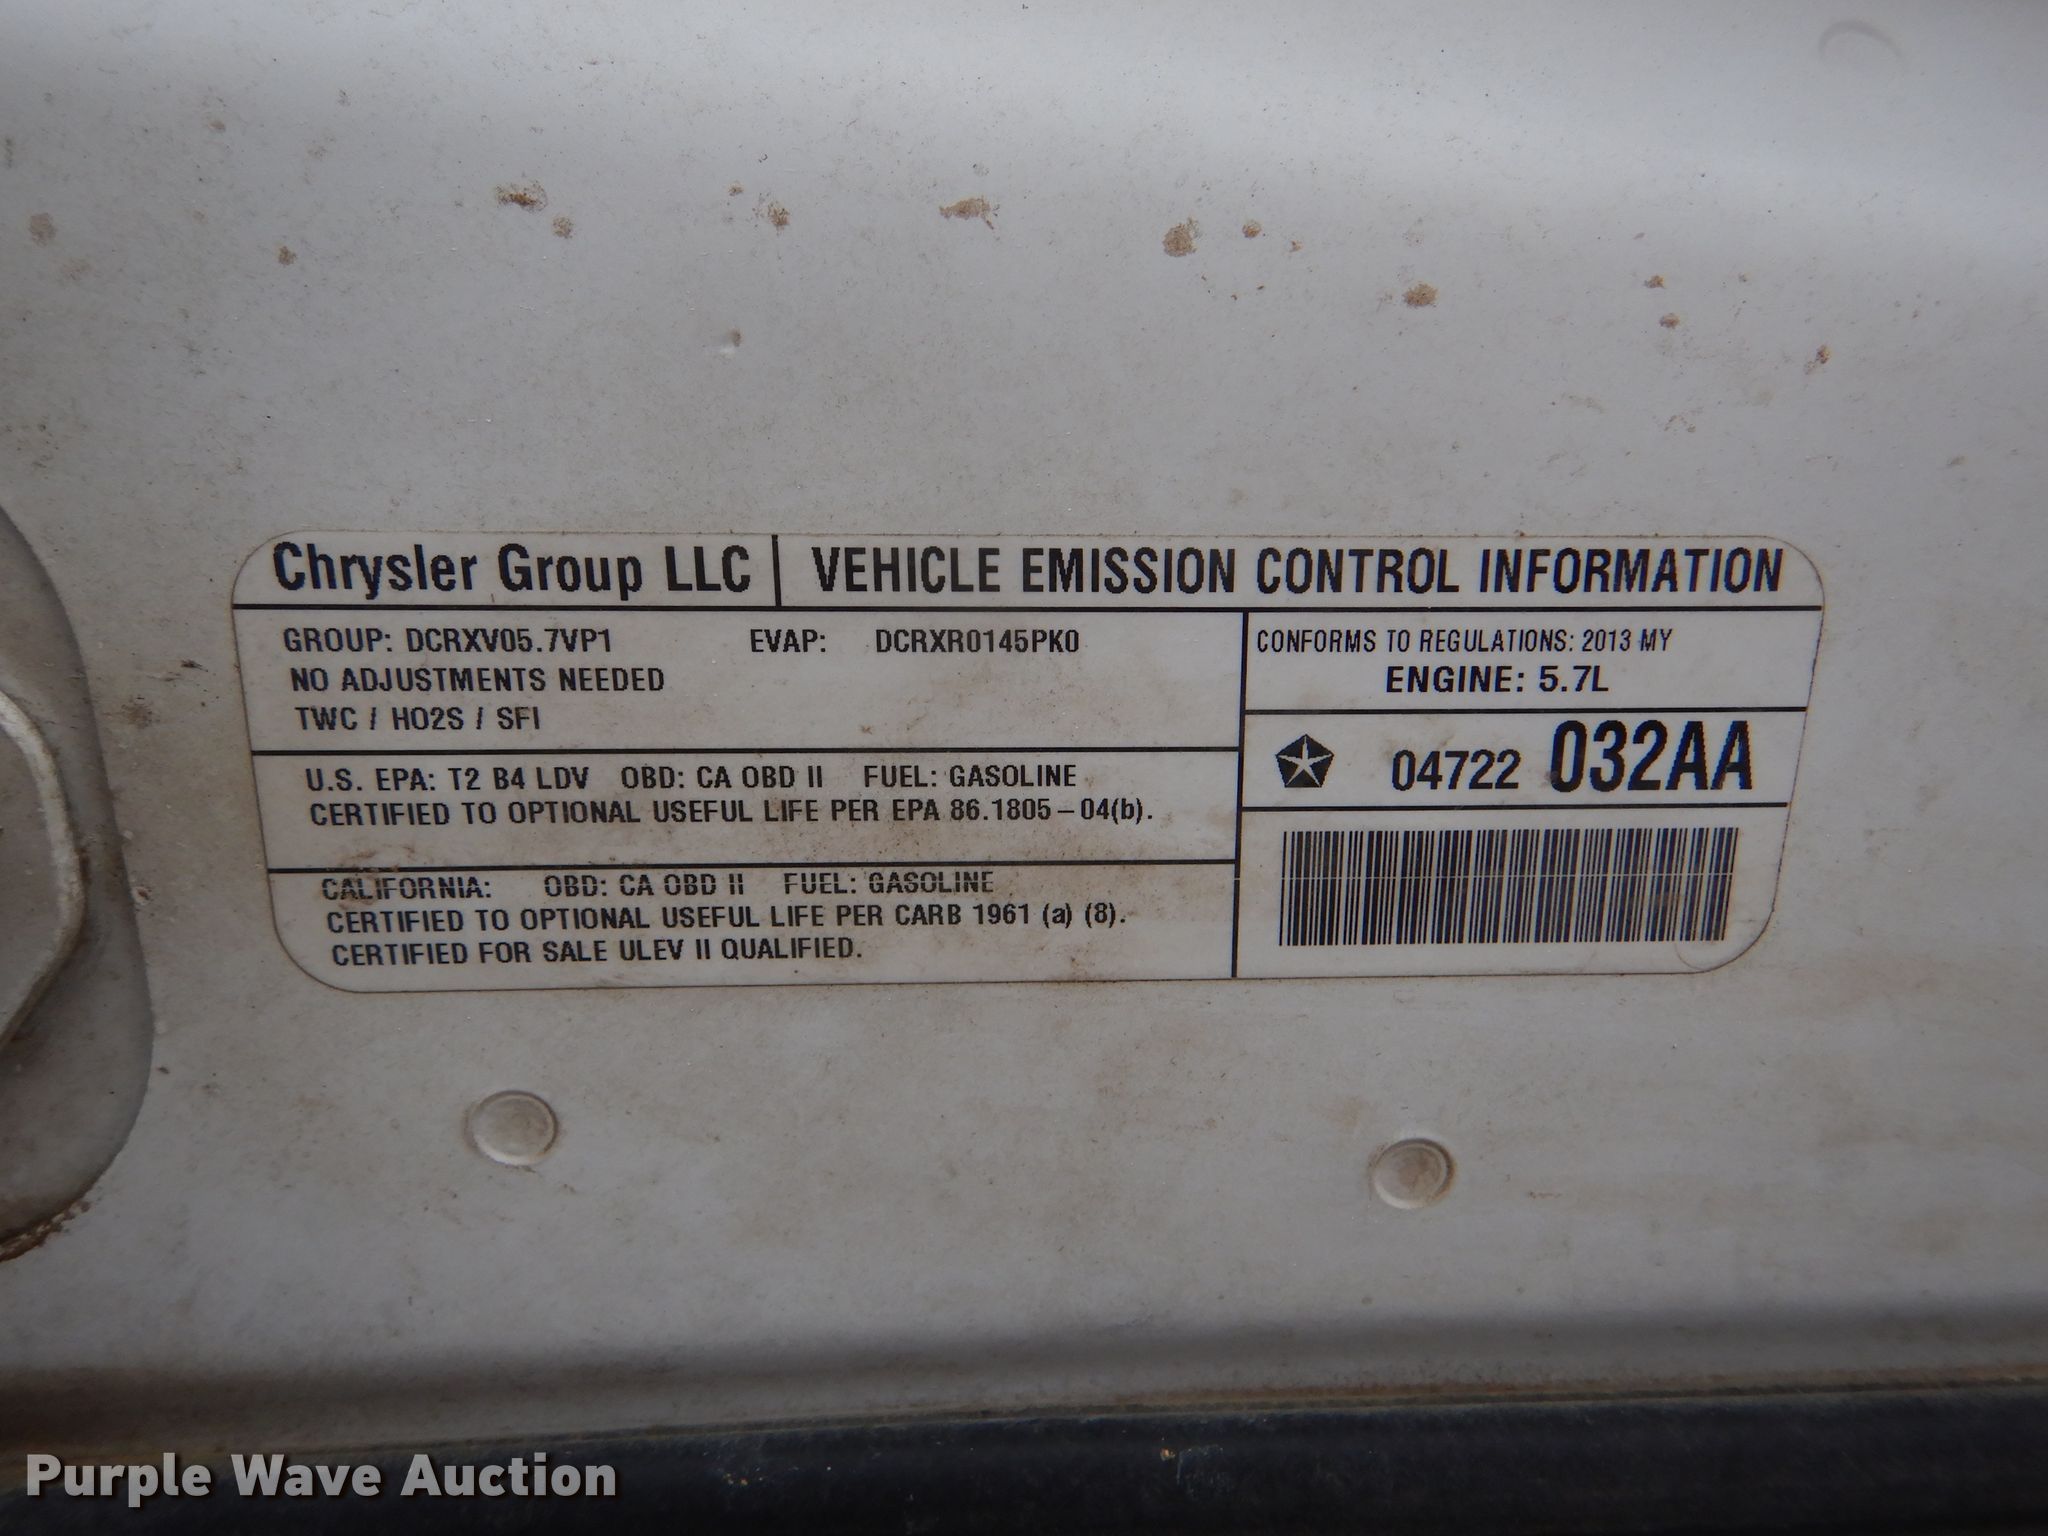 Chrysler Group LLC | VEHICLE EMISSION CONTROL INFORMATION
GROUP: DCRXV05.7VP1 EVAP: DCRXR0145PK0
NO ADJUSTMENTS NEEDED
TWC / HO2S / SFI
U.S. EPA: T2 B4 LDV OBD: CA OBD II FUEL: GASOLINE
CERTIFIED TO OPTIONAL USEFUL LIFE PER EPA 86.1805-04(b).
CALIFORNIA: OBD: CA OBD II FUEL: GASOLINE
CERTIFIED TO OPTIONAL USEFUL LIFE PER CARB 1961 (a) (8).
CERTIFIED FOR SALE ULEV II QUALIFIED.
CONFORMS TO REGULATIONS: 2013 MY
ENGINE: 5.7L
04722 032AA
Purple Wave Auction